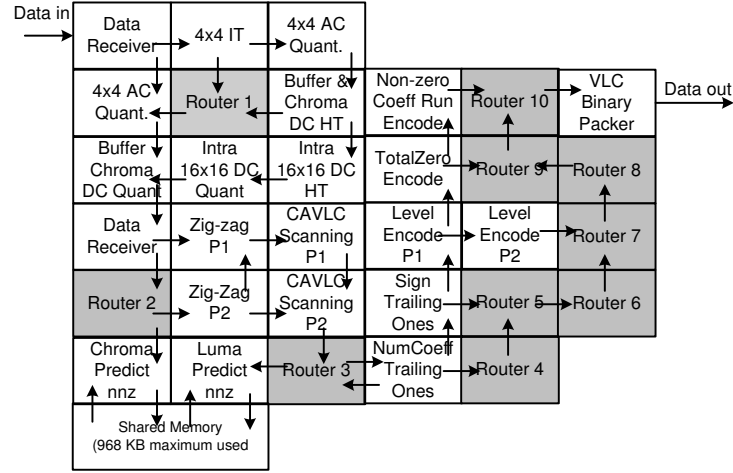 Data in
Data
Receiver
4x4 IT
4x4 AC
Quant.
4x4 AC
Quant.
Router 1
Buffer &
Chroma
DC HT
Non-zero
Coeff Run
Encode
Router 10
VLC
Binary
Packer
Data out
Buffer
Chroma
DC Quant
Intra
16x16 DC
Quant
Intra
16x16 DC
HT
TotalZero
Encode
Router 9
Router 8
Data
Receiver
Zig-zag
P1
CAVLC
Scanning
P1
Level
Encode
P1
Level
Encode
P2
Router 7
Router 2
Zig-Zag
P2
CAVLC
Scanning
P2
Sign
Trailing
Ones
Router 5
Router 6
Chroma
Predict
nnz
Luma
Predict
nnz
Router 3
NumCoeff
Trailing
Ones
Router 4
Shared Memory
(968 KB maximum used